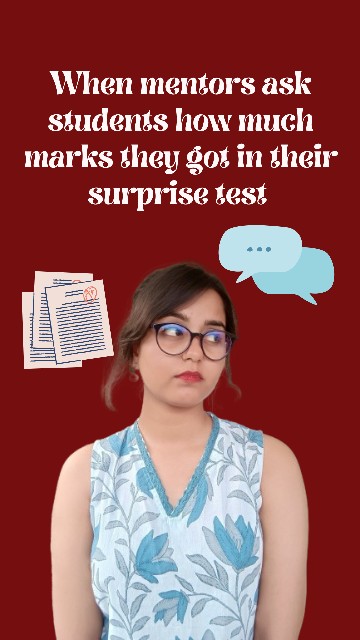 When mentors ask
students how much
marks they got in their
surprise test